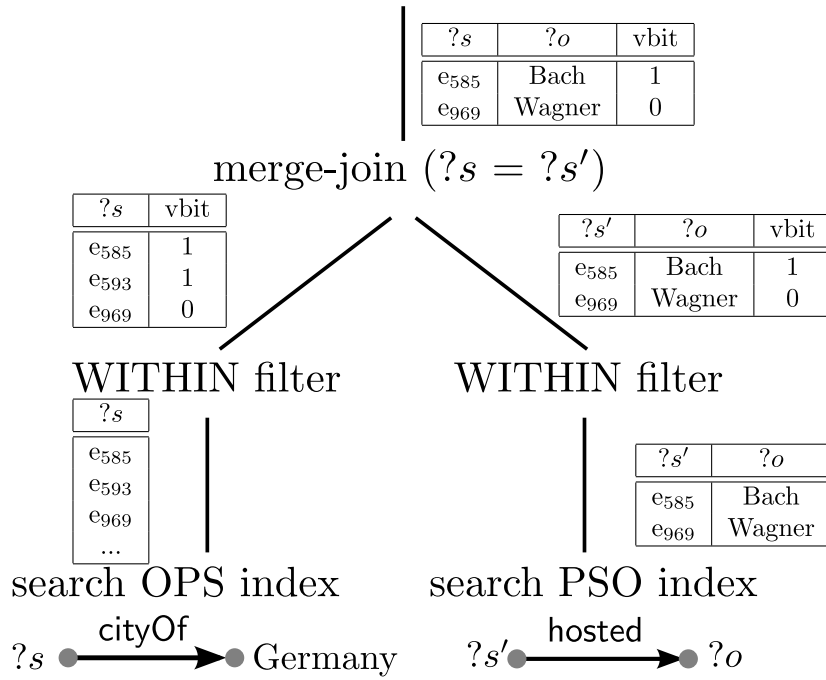 ?s ?o vbit
e₅₈₅ Bach 1
e₉₆₉ Wagner 0
merge-join (?s = ?s′)
?s vbit
e₅₈₅ 1
e₅₉₃ 1
e₉₆₉ 0
?s′ ?o vbit
e₅₈₅ Bach 1
e₉₆₉ Wagner 0
WITHIN filter
WITHIN filter
?s
e₅₈₅
e₅₉₃
e₉₆₉
...
?s′ ?o
e₅₈₅ Bach
e₉₆₉ Wagner
search OPS index
search PSO index
?s cityOf Germany
?s′ hosted ?o